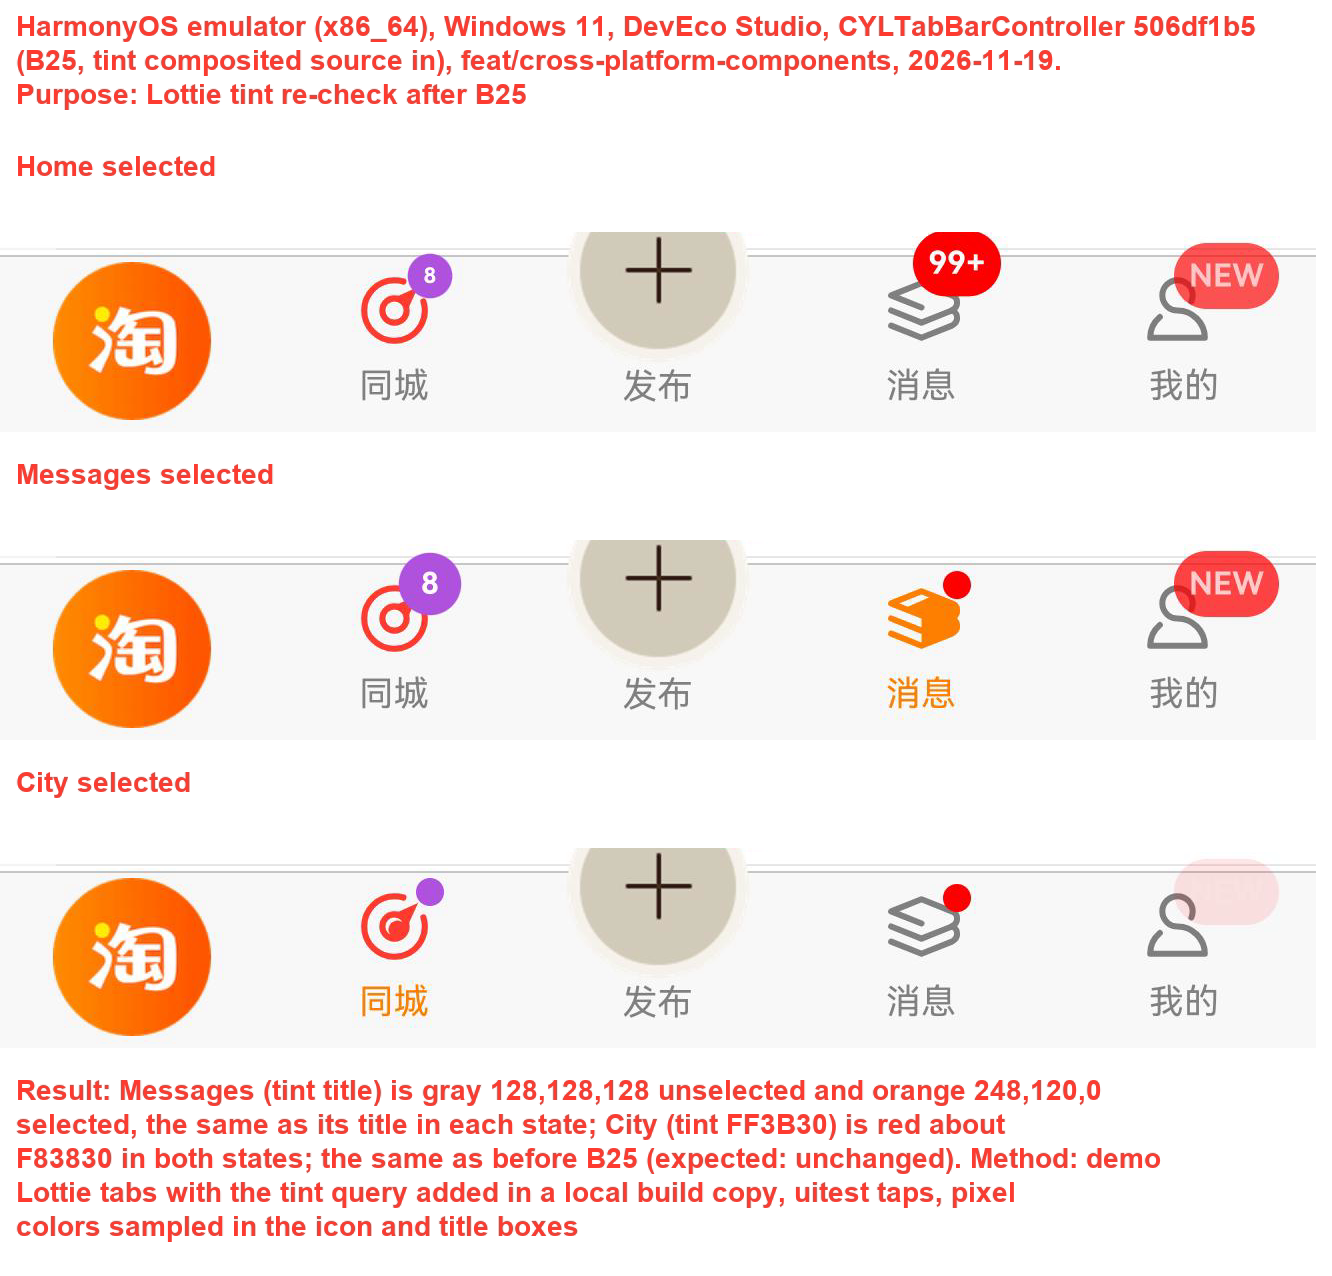 HarmonyOS emulator (x86_64), Windows 11, DevEco Studio, CYLTabBarController 506df1b5
(B25, tint composited source in), feat/cross-platform-components, 2026-11-19.
Purpose: Lottie tint re-check after B25
Home selected
淘
8
同城
发布
99+
消息
NEW
我的
Messages selected
淘
8
同城
发布
消息
NEW
我的
City selected
淘
同城
发布
消息
NEW
我的
Result: Messages (tint title) is gray 128,128,128 unselected and orange 248,120,0
selected, the same as its title in each state; City (tint FF3B30) is red about
F83830 in both states; the same as before B25 (expected: unchanged). Method: demo
Lottie tabs with the tint query added in a local build copy, uitest taps, pixel
colors sampled in the icon and title boxes